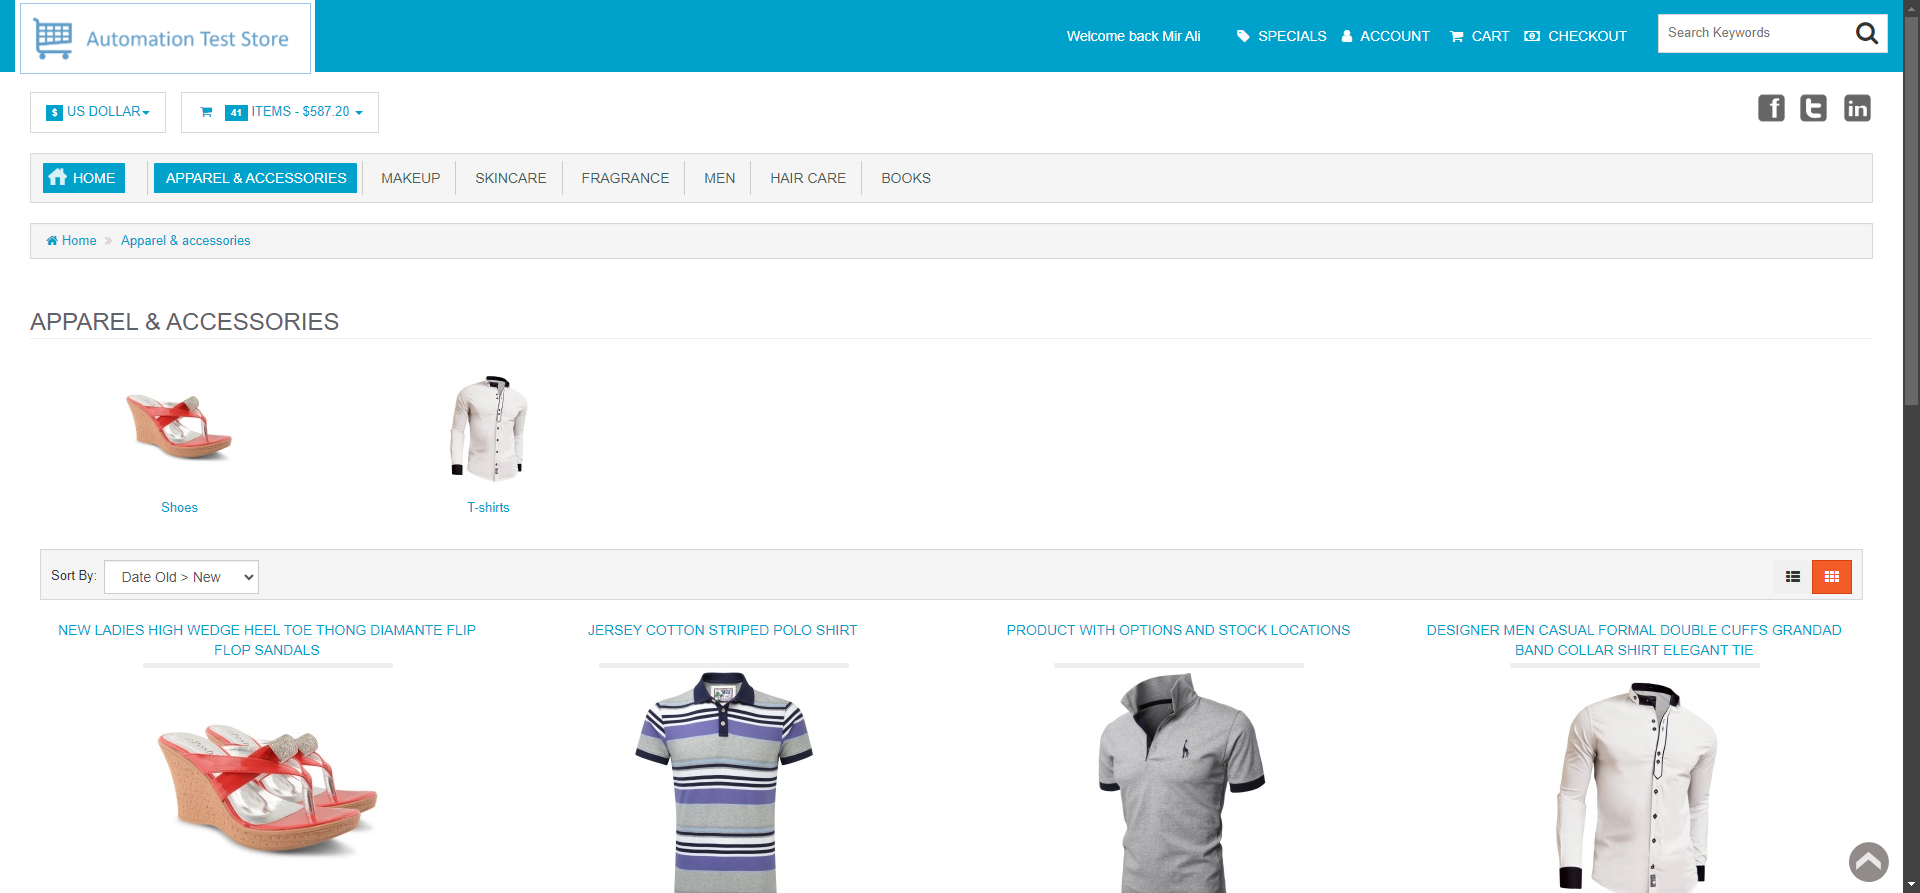 Automation Test Store
Welcome back Mir Ali
SPECIALS
ACCOUNT
CART
CHECKOUT
Search Keywords
$ US DOLLAR
41 ITEMS - $587.20
HOME
APPAREL & ACCESSORIES
MAKEUP
SKINCARE
FRAGRANCE
MEN
HAIR CARE
BOOKS
Home
Apparel & accessories
APPAREL & ACCESSORIES
Shoes
T-shirts
Sort By:
Date Old > New
NEW LADIES HIGH WEDGE HEEL TOE THONG DIAMANTE FLIP
FLOP SANDALS
JERSEY COTTON STRIPED POLO SHIRT
PRODUCT WITH OPTIONS AND STOCK LOCATIONS
DESIGNER MEN CASUAL FORMAL DOUBLE CUFFS GRANDAD
BAND COLLAR SHIRT ELEGANT TIE